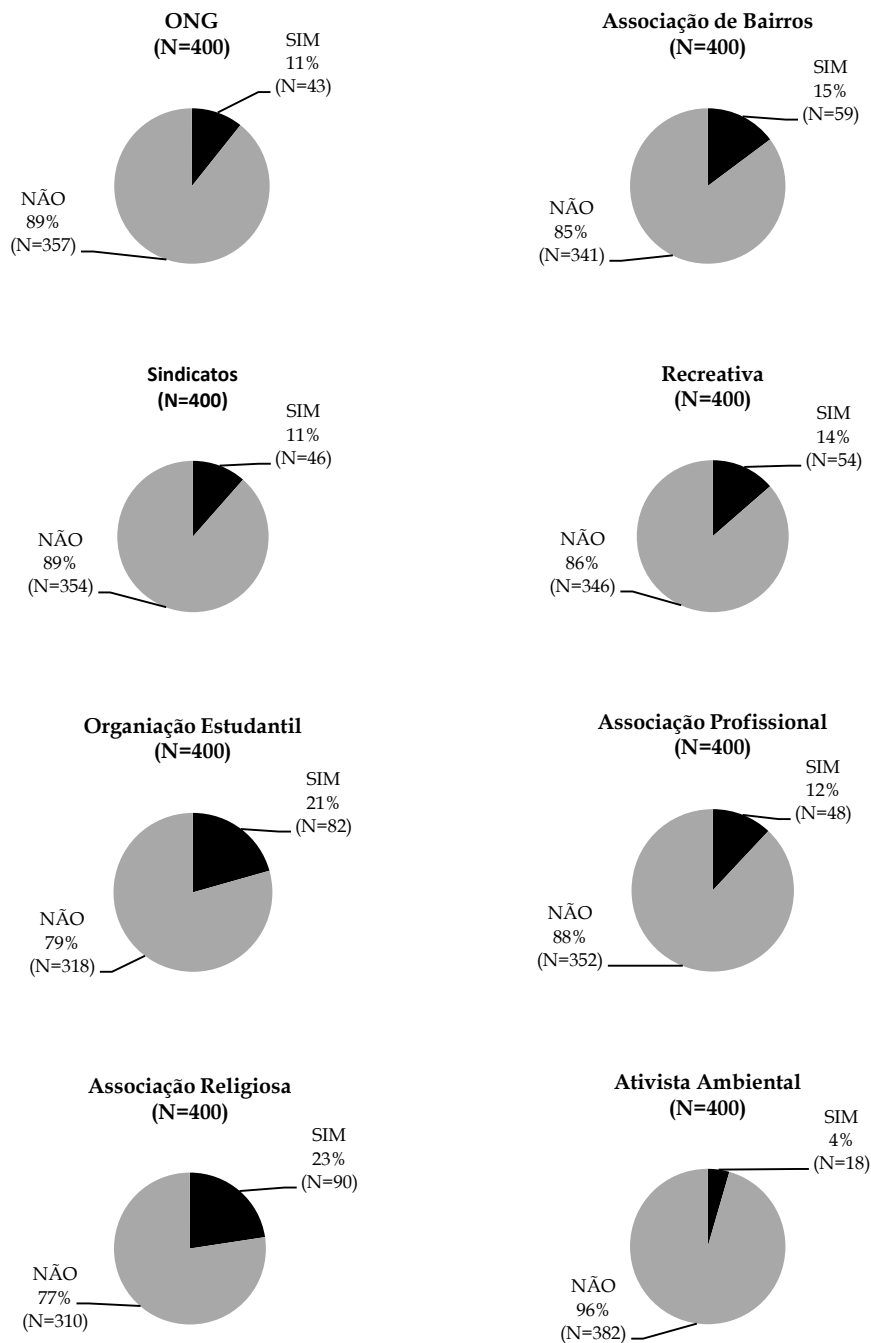 ONG
(N=400)
SIM
11%
(N=43)
NÃO
89%
(N=357)
Associação de Bairros
(N=400)
SIM
15%
(N=59)
NÃO
85%
(N=341)
Sindicatos
(N=400)
SIM
11%
(N=46)
NÃO
89%
(N=354)
Recreativa
(N=400)
SIM
14%
(N=54)
NÃO
86%
(N=346)
Organiação Estudantil
(N=400)
SIM
21%
(N=82)
NÃO
79%
(N=318)
Associação Profissional
(N=400)
SIM
12%
(N=48)
NÃO
88%
(N=352)
Associação Religiosa
(N=400)
SIM
23%
(N=90)
NÃO
77%
(N=310)
Ativista Ambiental
(N=400)
SIM
4%
(N=18)
NÃO
96%
(N=382)